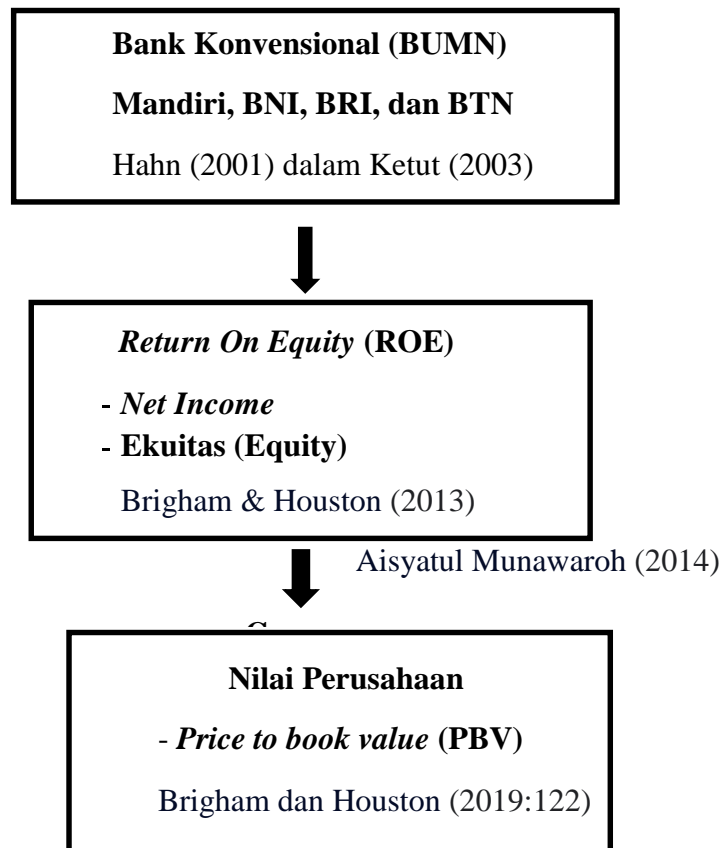 Bank Konvensional (BUMN)
Mandiri, BNI, BRI, dan BTN
Hahn (2001) dalam Ketut (2003)
Return On Equity (ROE)
- Net Income
- Ekuitas (Equity)
Brigham & Houston (2013)
Aisyatul Munawaroh (2014)
Nilai Perusahaan
- Price to book value (PBV)
Brigham dan Houston (2019:122)